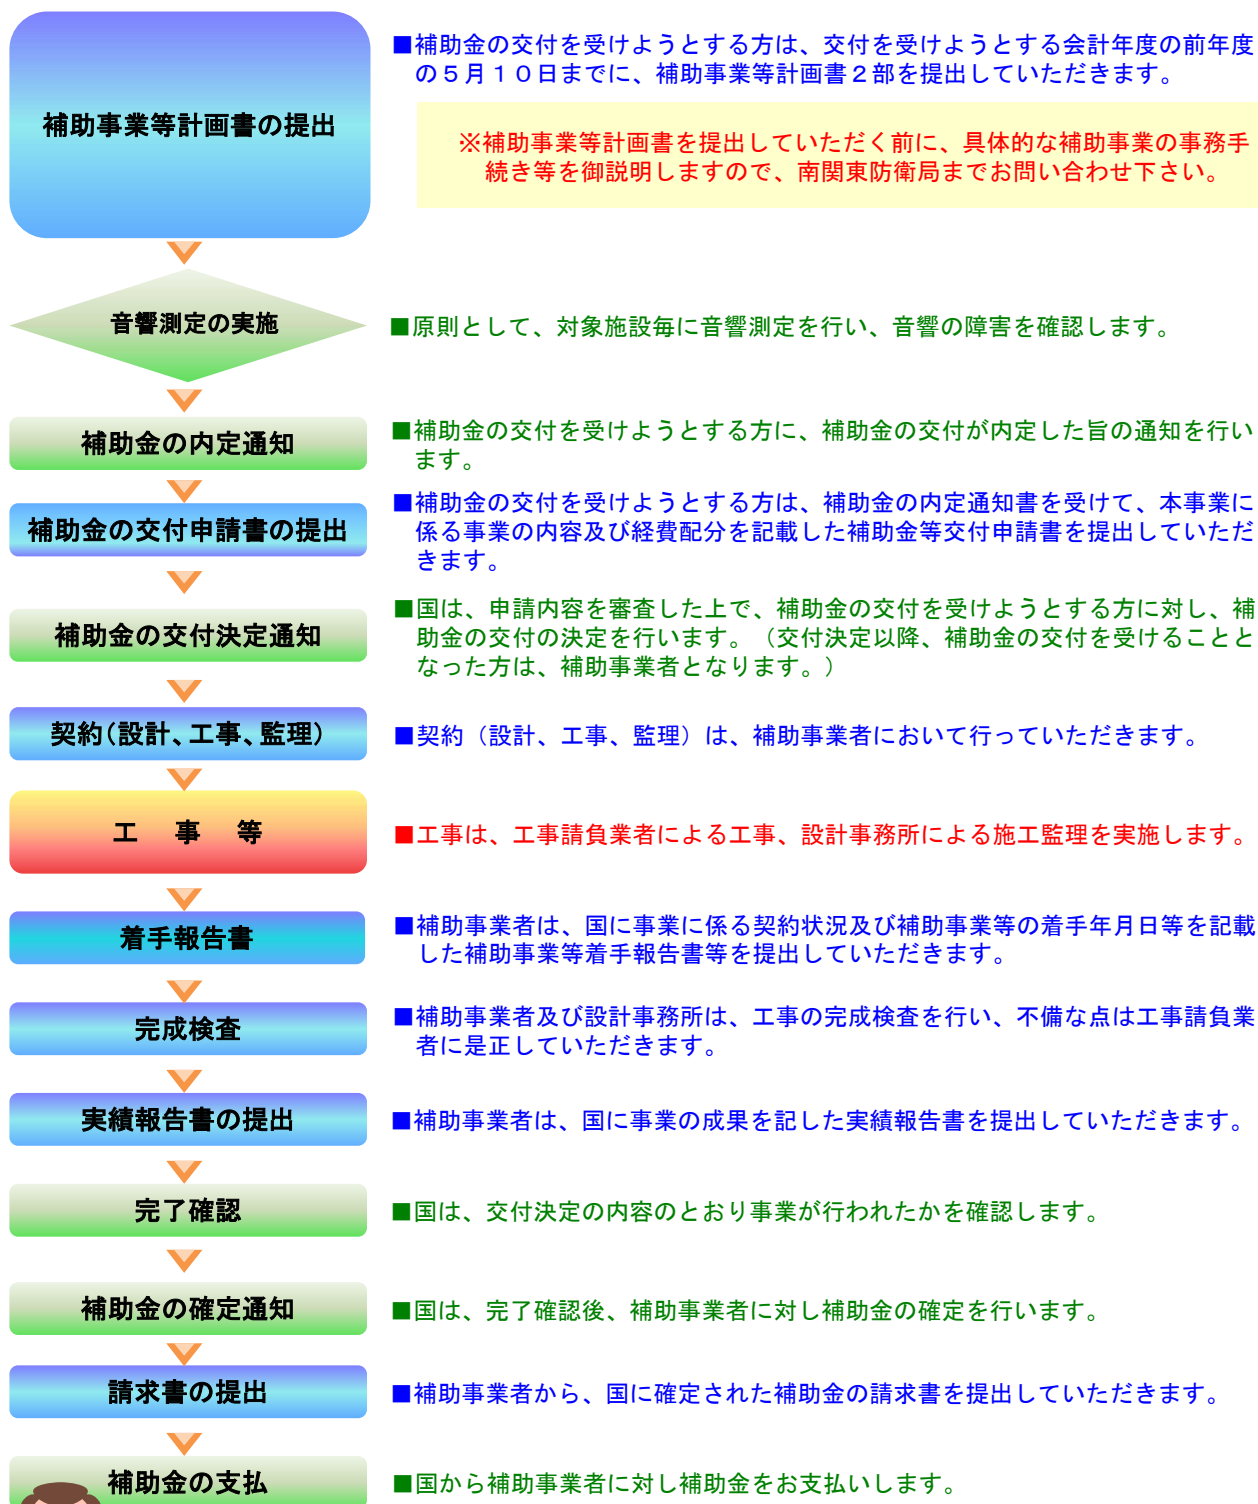 補助事業等計画書の提出
■補助金の交付を受けようとする方は、交付を受けようとする会計年度の前年度
の５月１０日までに、補助事業等計画書２部を提出していただきます。
※補助事業等計画書を提出していただく前に、具体的な補助事業の事務手
続き等を御説明しますので、南関東防衛局までお問い合わせ下さい。
音響測定の実施
■原則として、対象施設毎に音響測定を行い、音響の障害を確認します。
補助金の内定通知
■補助金の交付を受けようとする方に、補助金の交付が内定した旨の通知を行い
ます。
補助金の交付申請書の提出
■補助金の交付を受けようとする方は、補助金の内定通知書を受けて、本事業に
係る事業の内容及び経費配分を記載した補助金等交付申請書を提出していただ
きます。
補助金の交付決定通知
■国は、申請内容を審査した上で、補助金の交付を受けようとする方に対し、補
助金の交付の決定を行います。（交付決定以降、補助金の交付を受けることと
なった方は、補助事業者となります。）
契約（設計、工事、監理）
■契約（設計、工事、監理）は、補助事業者において行っていただきます。
工　事　等
■工事は、工事請負業者による工事、設計事務所による施工監理を実施します。
着手報告書
■補助事業者は、国に事業に係る契約状況及び補助事業等の着手年月日等を記載
した補助事業等着手報告書等を提出していただきます。
完成検査
■補助事業者及び設計事務所は、工事の完成検査を行い、不備な点は工事請負業
者に是正していただきます。
実績報告書の提出
■補助事業者は、国に事業の成果を記した実績報告書を提出していただきます。
完了確認
■国は、交付決定の内容のとおり事業が行われたかを確認します。
補助金の確定通知
■国は、完了確認後、補助事業者に対し補助金の確定を行います。
請求書の提出
■補助事業者から、国に確定された補助金の請求書を提出していただきます。
補助金の支払
■国から補助事業者に対し補助金をお支払いします。